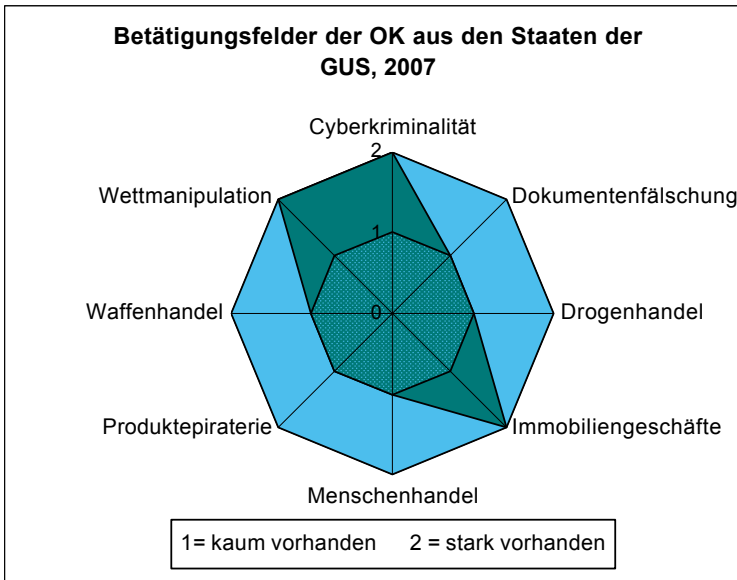 Betätigungsfelder der OK aus den Staaten der
GUS, 2007
Cyberkriminalität
2
Wettmanipulation
Dokumentenfälschung
1
Waffenhandel
0
Drogenhandel
Produktepiraterie
Immobiliengeschäfte
Menschenhandel
1= kaum vorhanden 2 = stark vorhanden